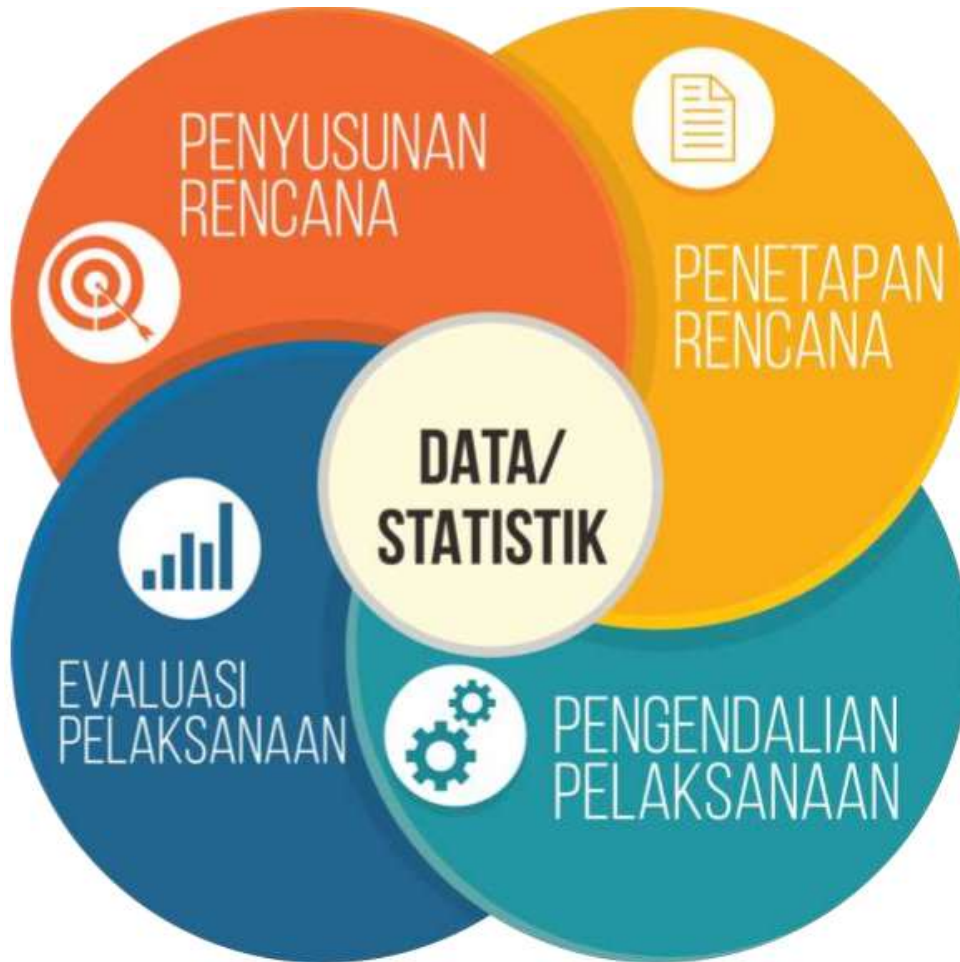 PENYUSUNAN
RENCANA
PENETAPAN
RENCANA
DATA/
STATISTIK
EVALUASI
PELAKSANAAN
PENGENDALIAN
PELAKSANAAN